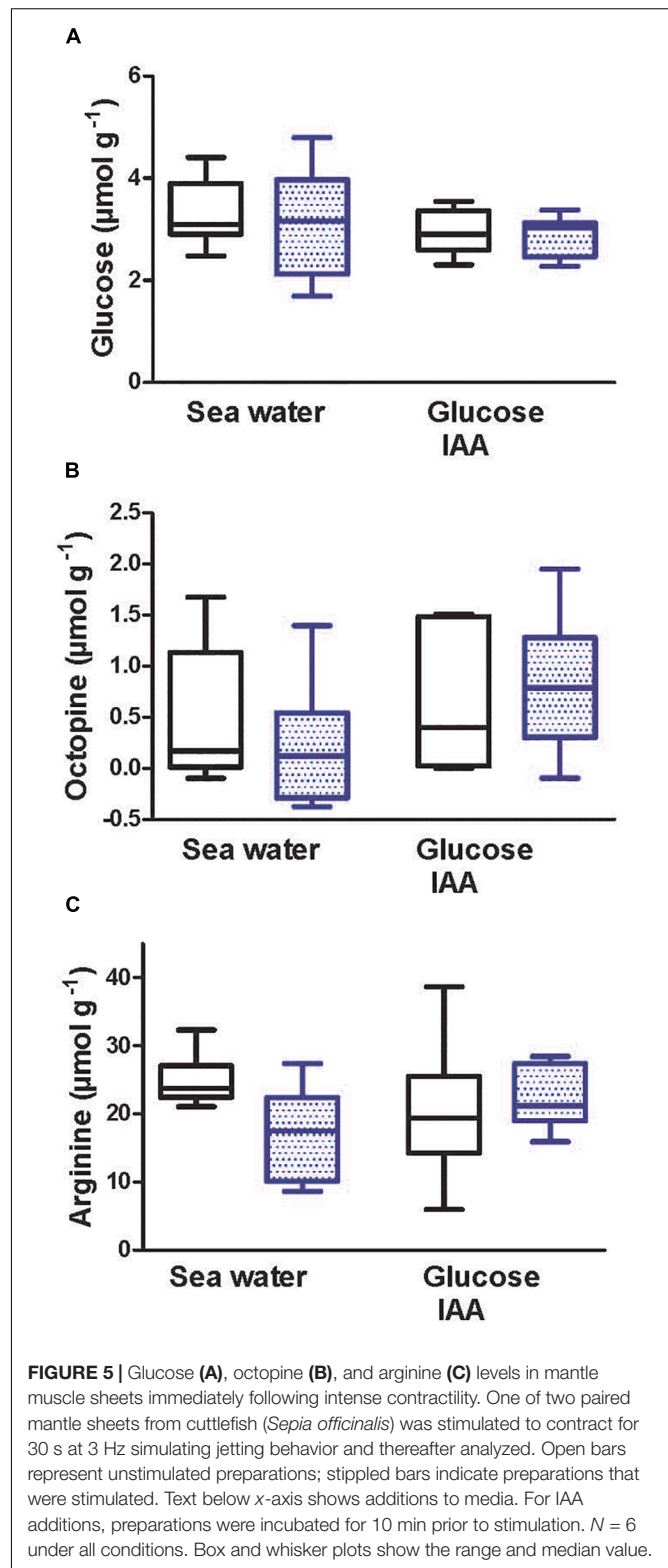 A
Glucose (µmol g⁻¹)
6
4
2
0
Sea water
Glucose
IAA
B
Octopine (µmol g⁻¹)
2.5
2.0
1.5
1.0
0.5
0.0
-0.5
Sea water
Glucose
IAA
C
Arginine (µmol g⁻¹)
40
30
20
10
0
Sea water
Glucose
IAA
FIGURE 5 | Glucose (A), octopine (B), and arginine (C) levels in mantle
muscle sheets immediately following intense contractility. One of two paired
mantle sheets from cuttlefish (Sepia officinalis) was stimulated to contract for
30 s at 3 Hz simulating jetting behavior and thereafter analyzed. Open bars
represent unstimulated preparations; stippled bars indicate preparations that
were stimulated. Text below x-axis shows additions to media. For IAA
additions, preparations were incubated for 10 min prior to stimulation. N = 6
under all conditions. Box and whisker plots show the range and median value.